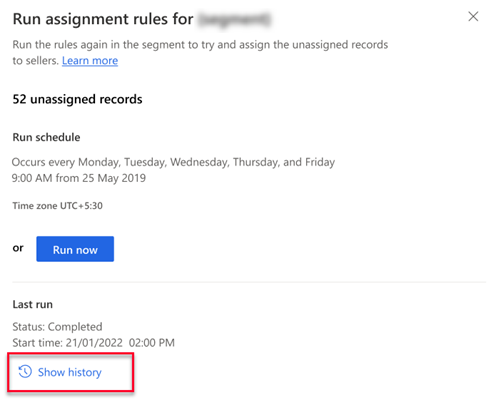 Run assignment rules for
Run the rules again in the segment to try and assign the unassigned records
to sellers. Learn more
52 unassigned records
Run schedule
Occurs every Monday, Tuesday, Wednesday, Thursday, and Friday
9:00 AM from 25 May 2019
Time zone UTC+5:30
or Run now
Last run
Status: Completed
Start time: 21/01/2022 02:00 PM
Show history